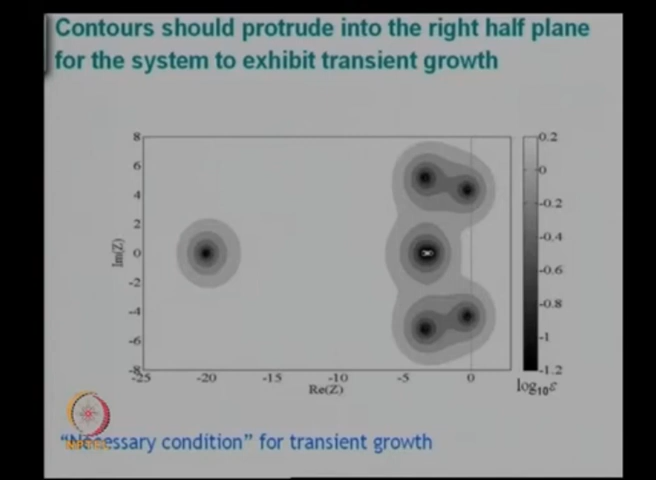 Contours should protrude into the right half plane
for the system to exhibit transient growth
8
6
4
2
0
-2
-4
-6
-8
Im(Z)
-25 -20 -15 -10 -5 0
Re(Z)
0.2
0
-0.2
-0.4
-0.6
-0.8
-1
-1.2
log10ε
"Necessary condition" for transient growth